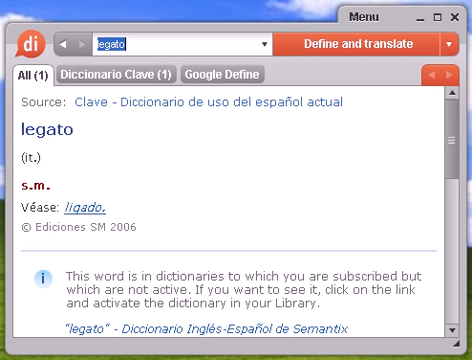 Menu
di
legato
Define and translate
All (1)
Diccionario Clave (1)
Google Define
Source: Clave - Diccionario de uso del español actual
legato
(it.)
s.m.
Véase: ligado.
© Ediciones SM 2006
i
This word is in dictionaries to which you are subscribed but
which are not active. If you want to see it, click on the link
and activate the dictionary in your Library.
"legato" - Diccionario Inglés-Español de Semantix